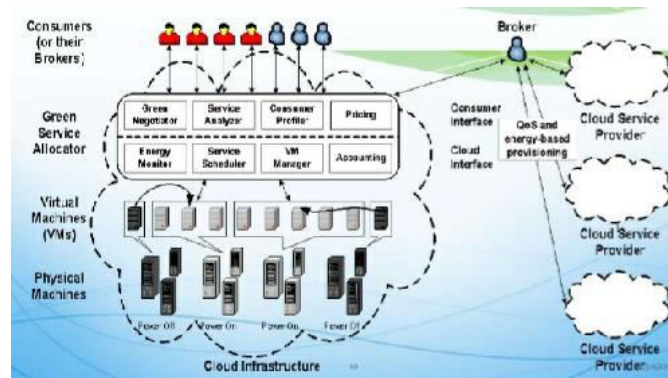 Consumers
(or their
Brokers)
Broker
Green
Service
Allocator
Green
Negotiator
Service
Analyzer
Consumer
Profiler
Pricing
Energy
Monitor
Service
Scheduler
VM
Manager
Accounting
Consumer
Interface
Cloud
Interface
QoS and
energy-based
provisioning
Cloud Service
Provider
Cloud Service
Provider
Cloud Service
Provider
Virtual
Machines
(VMs)
Physical
Machines
Power Off
Power On
Power On
Power Off
Cloud Infrastructure